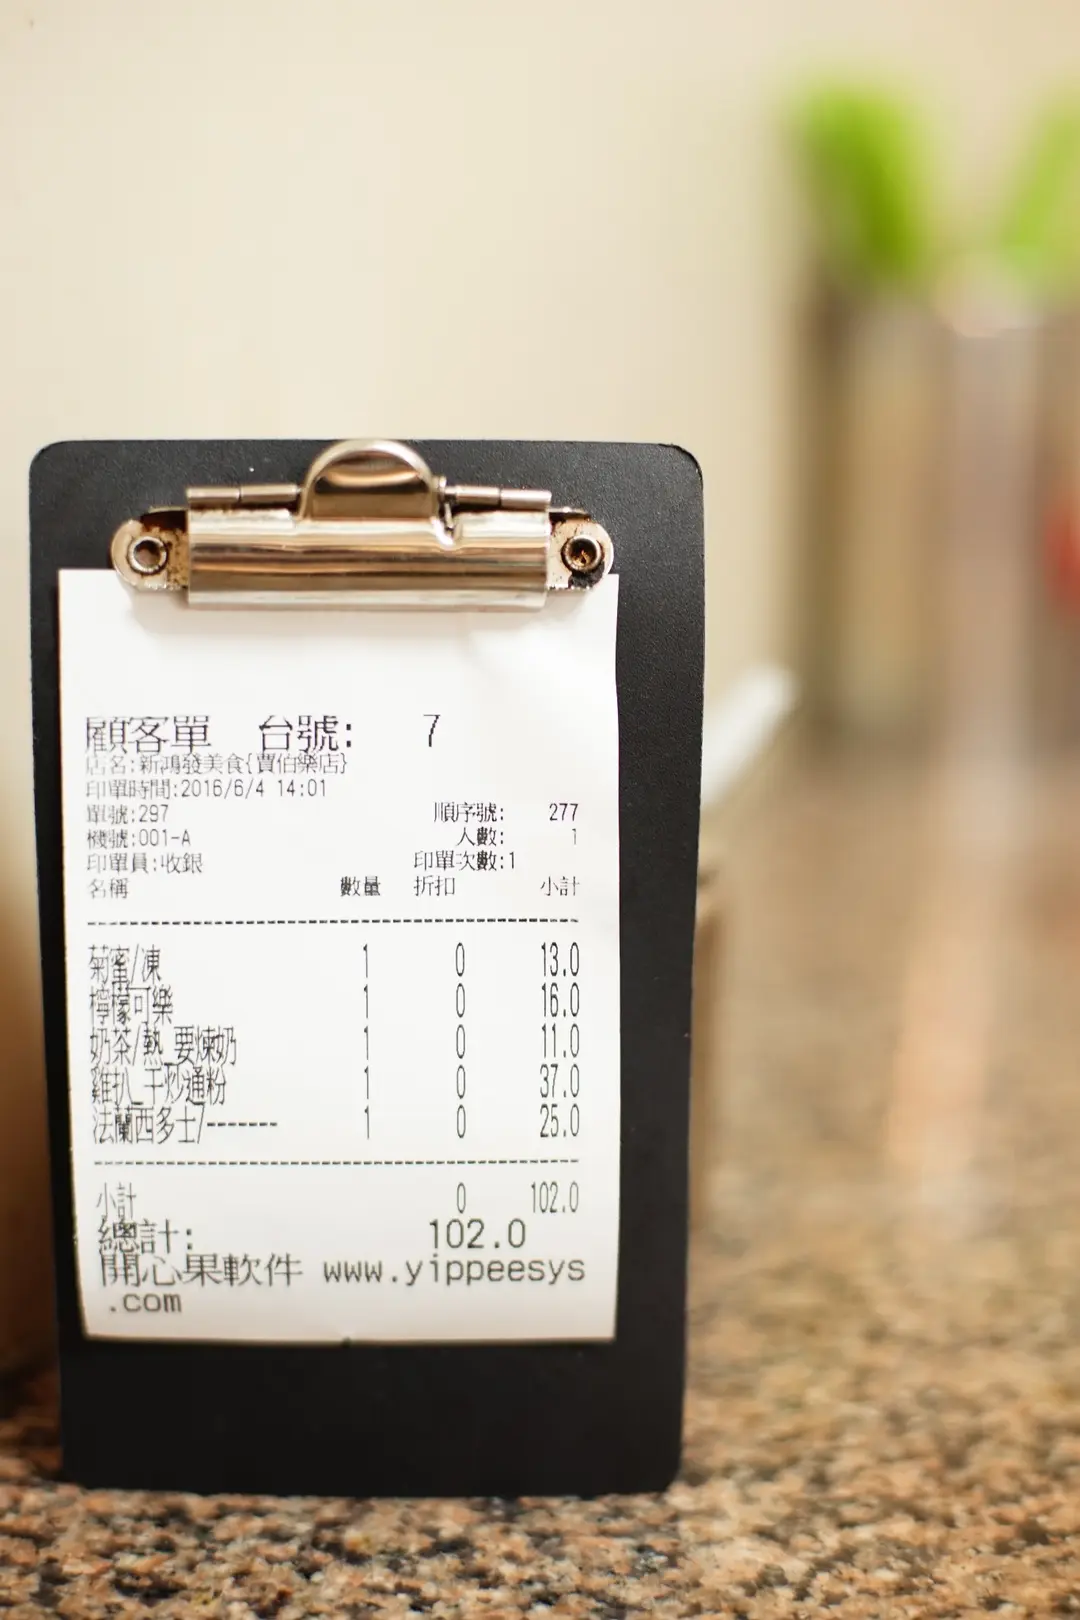 顧客單 台號: 7
店名:新鴻發美食{賈伯樂店}
印單時間:2016/6/4 14:01
單號:297 順序號: 277
機號:001-A 人數: 1
印單員:收銀 印單次數:1
名稱 數量 折扣 小計
菊蜜/凍 1 0 13.0
檸檬可樂 1 0 16.0
奶茶/熱_要煉奶 1 0 11.0
雞扒_干炒通粉 1 0 37.0
法蘭西多士/------- 1 0 25.0
小計 0 102.0
總計: 102.0
開心果軟件 www.yippeesys
.com